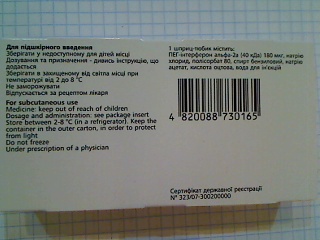 Для підшкірного введення
Зберігати у недоступному для дітей місці
Дозування та призначення - дивись інструкцію, що
додається
Зберігати в захищеному від світла місці при
температурі від 2 до 8 °С
Не заморожувати
Відпускається за рецептом лікаря
For subcutaneous use
Medicine: keep out of reach of children
Dosage and administration: see package insert
Store between 2-8 °C (in a refrigerator). Keep the
container in the outer carton, in order to protect
from light
Do not freeze
Under prescription of a physician
1 шприц-тюбик містить:
ПЕГ-інтерферон альфа-2а (40 кДа) 180 мкг, натрію
хлорид, полісорбат 80, спирт бензиловий, натрію
ацетат, кислота оцтова, вода для ін'єкцій
4 820088 730165
Сертифікат державної реєстрації
N° 323/07-300200000